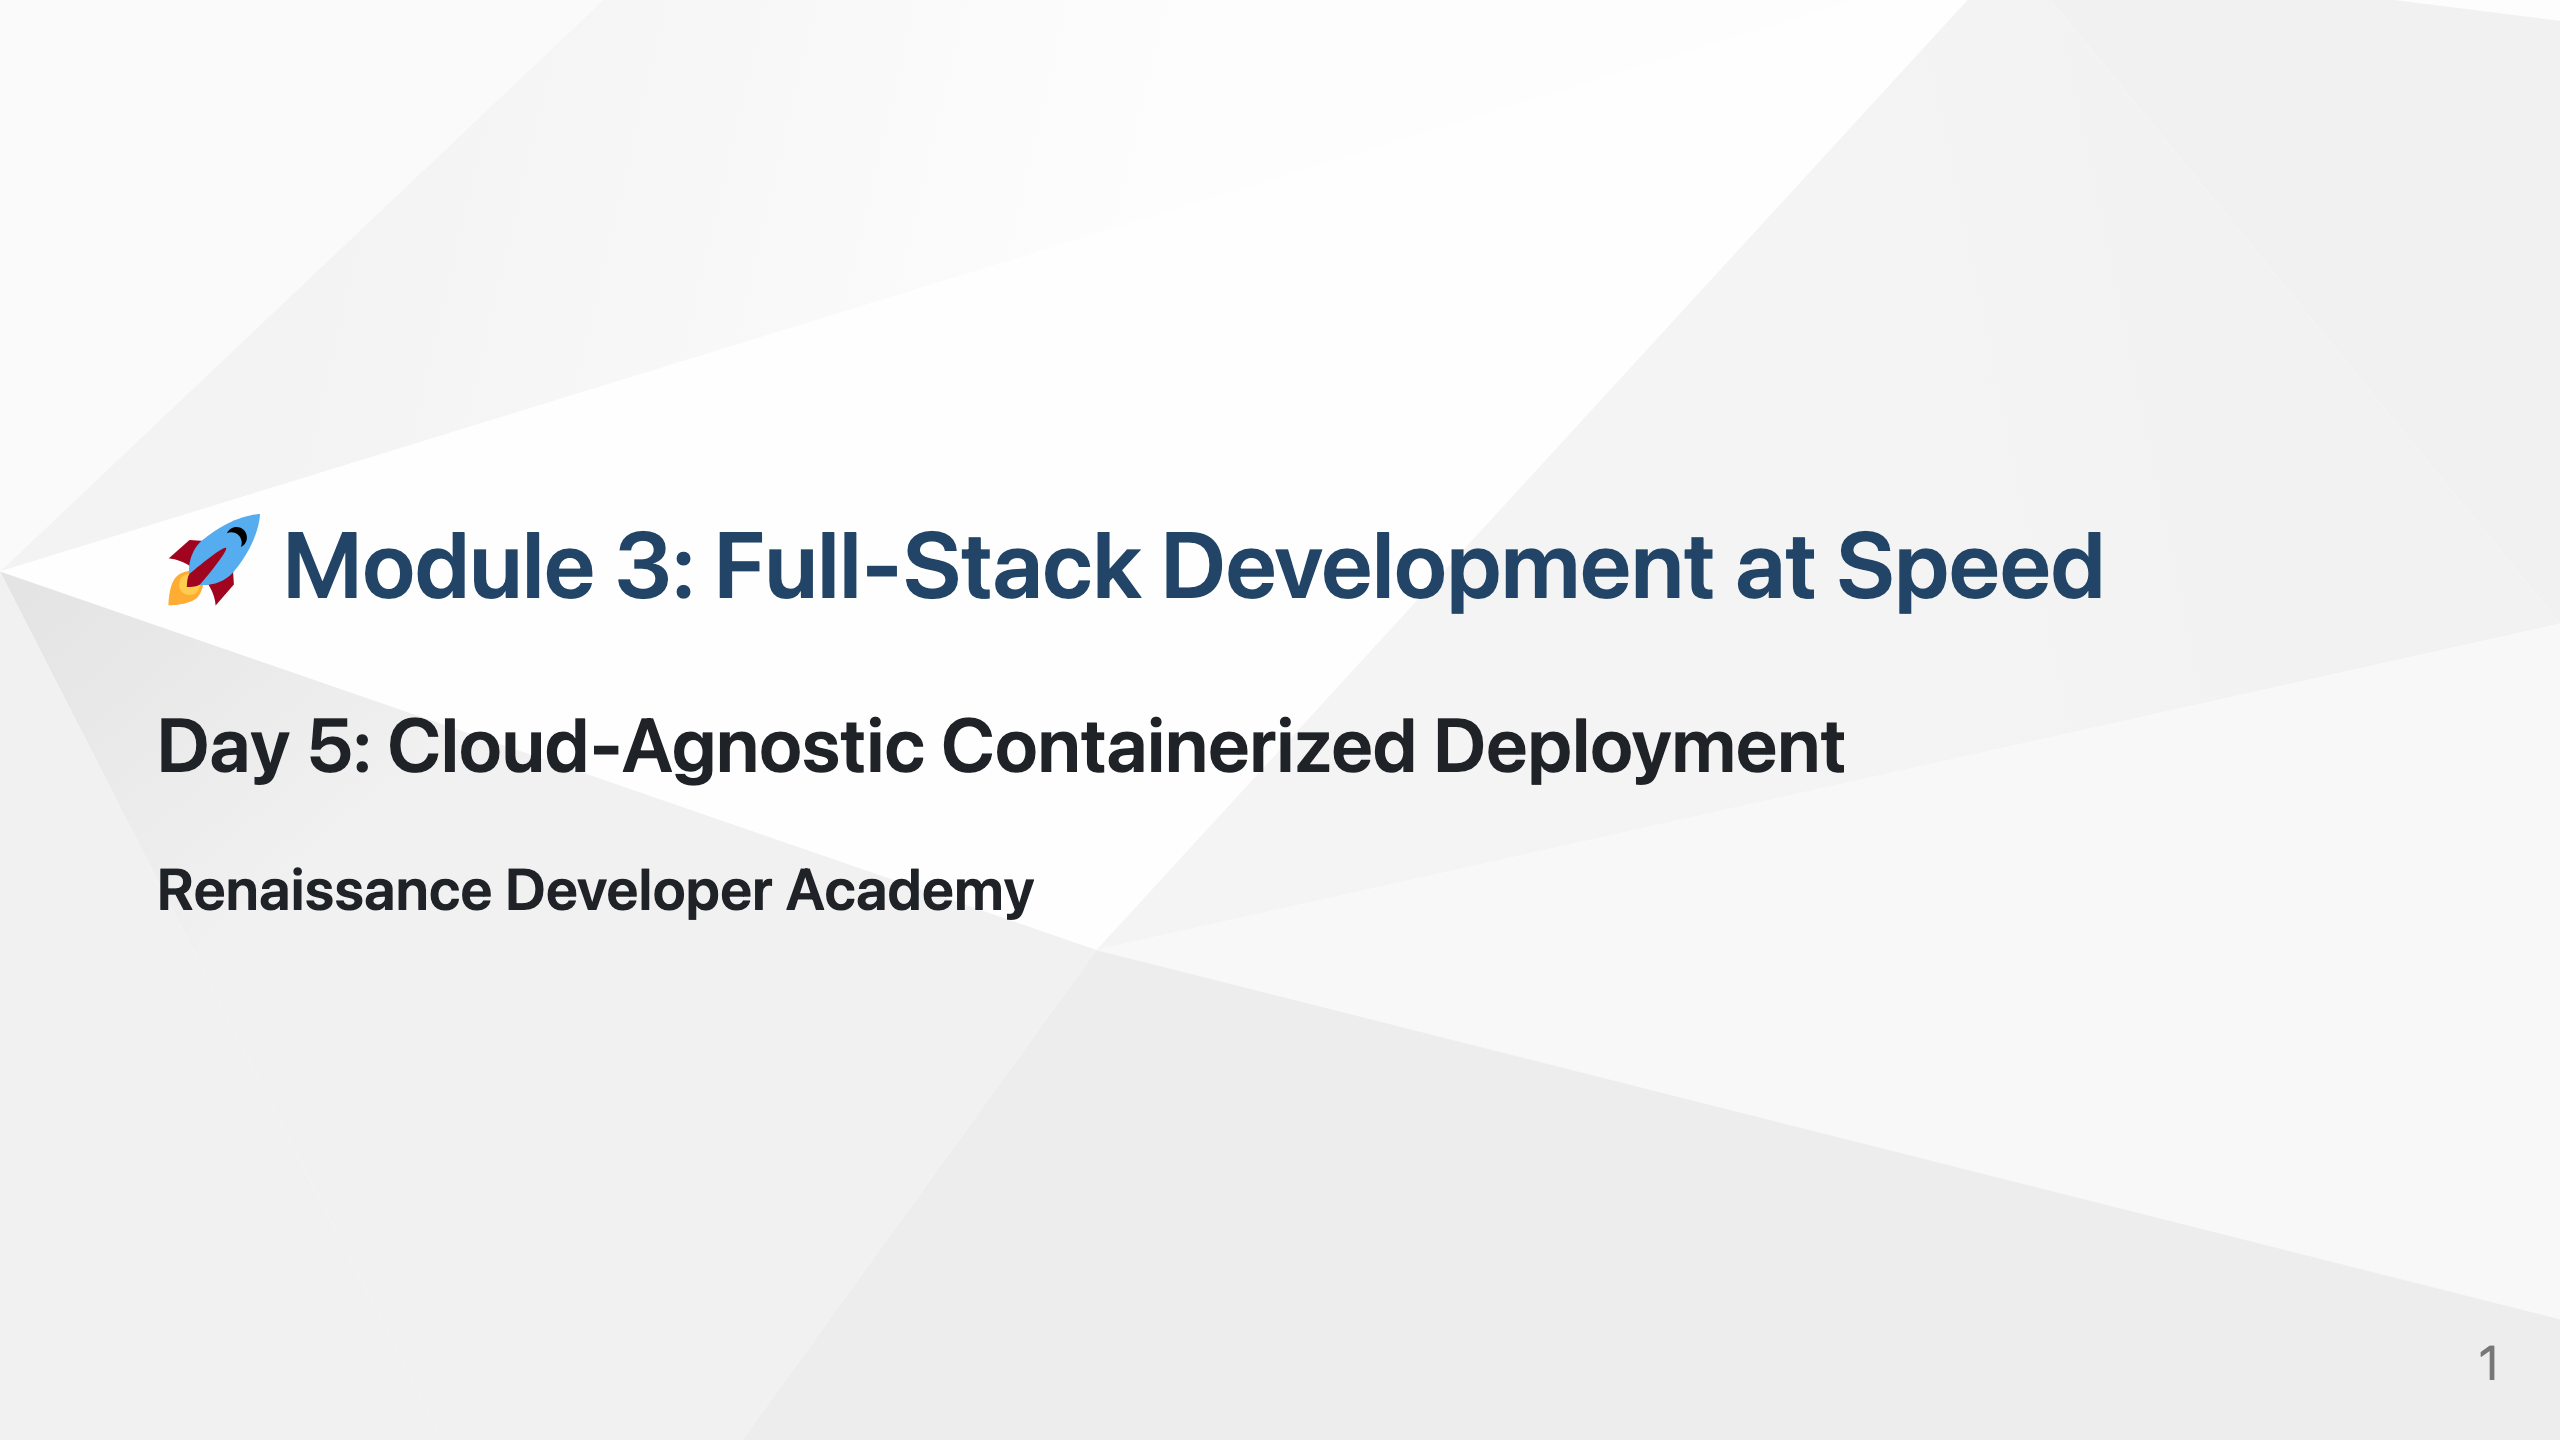 🚀 Module 3: Full-Stack Development at Speed
Day 5: Cloud-Agnostic Containerized Deployment
Renaissance Developer Academy
1